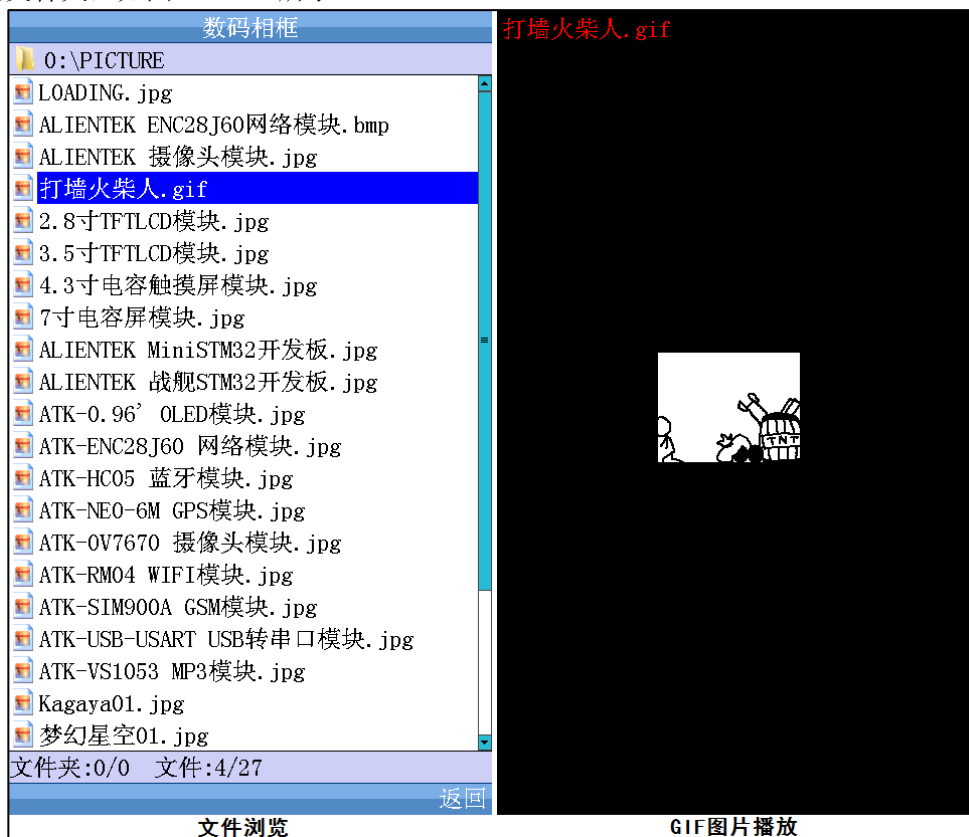 数码相框
0:\PICTURE
LOADING.jpg
ALIENTEK ENC28J60网络模块.bmp
ALIENTEK 摄像头模块.jpg
打墙火柴人.gif
2.8寸TFTLCD模块.jpg
3.5寸TFTLCD模块.jpg
4.3寸电容触摸屏模块.jpg
7寸电容屏模块.jpg
ALIENTEK MiniSTM32开发板.jpg
ALIENTEK 战舰STM32开发板.jpg
ATK-0.96’ OLED模块.jpg
ATK-ENC28J60 网络模块.jpg
ATK-HC05 蓝牙模块.jpg
ATK-NEO-6M GPS模块.jpg
ATK-OV7670 摄像头模块.jpg
ATK-RM04 WIFI模块.jpg
ATK-SIM900A GSM模块.jpg
ATK-USB-USART USB转串口模块.jpg
ATK-VS1053 MP3模块.jpg
Kagaya01.jpg
梦幻星空01.jpg
文件夹:0/0 文件:4/27
返回
文件浏览
打墙火柴人.gif
TNT
GIF图片播放